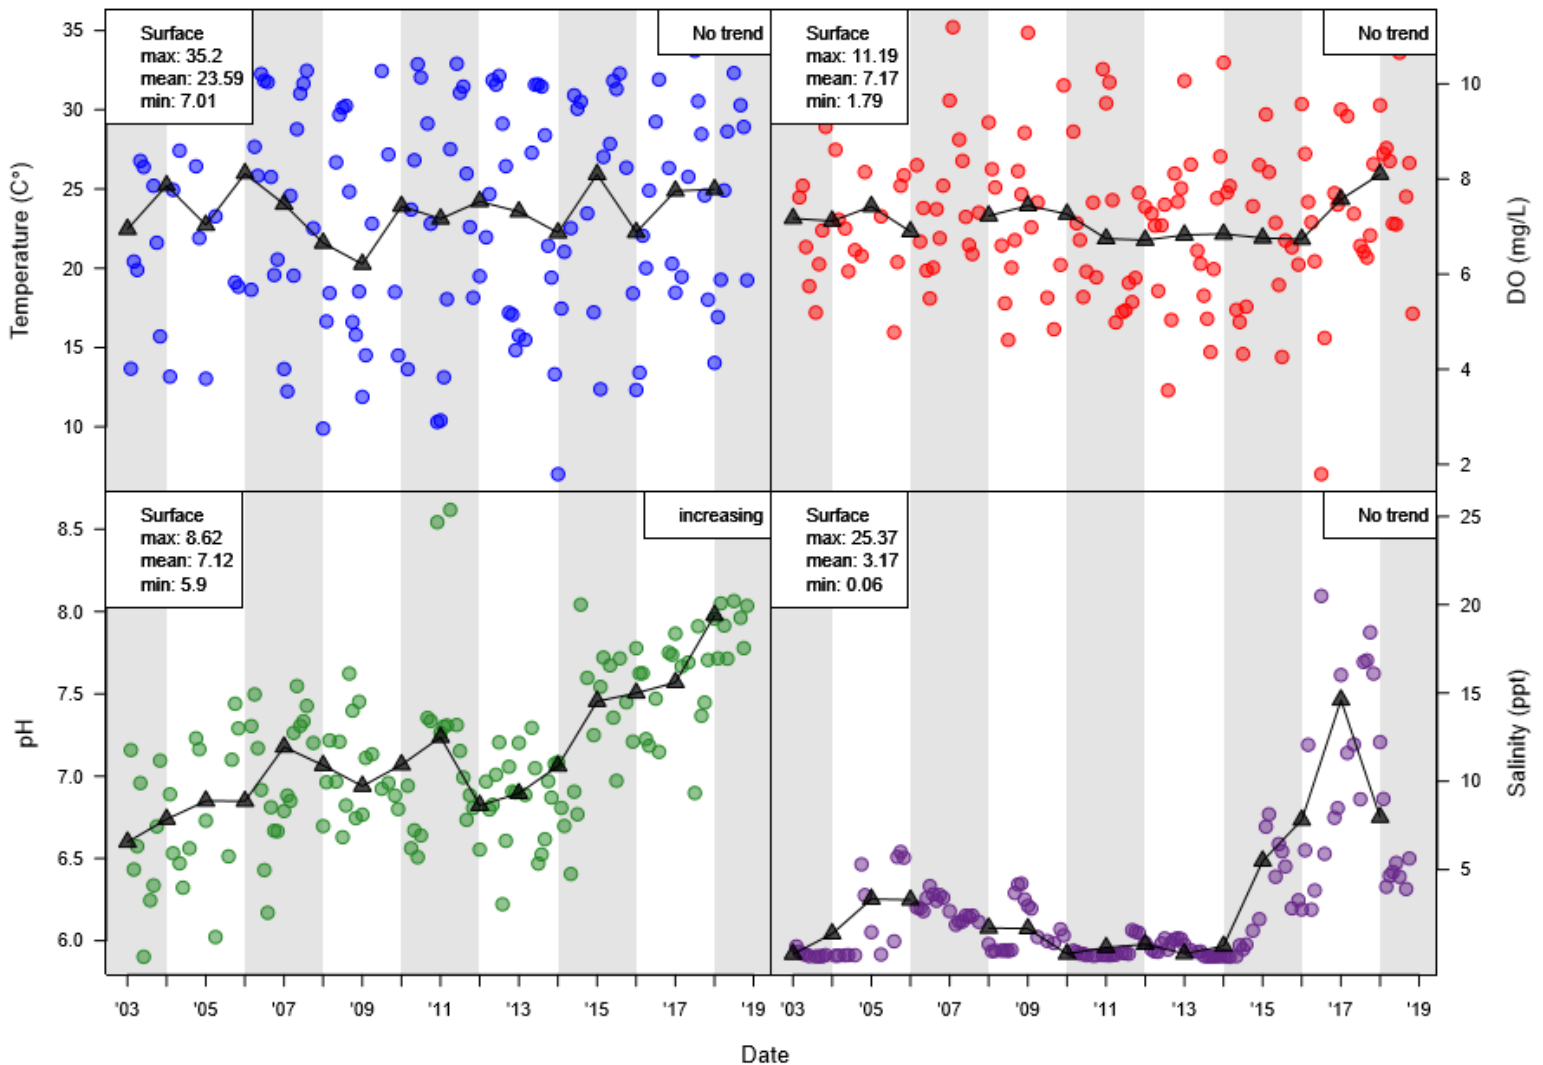 Surface
max: 35.2
mean: 23.59
min: 7.01
No trend
35
30
25
20
15
10
Temperature (C°)
Surface
max: 11.19
mean: 7.17
min: 1.79
No trend
10
8
6
4
2
DO (mg/L)
Surface
max: 8.62
mean: 7.12
min: 5.9
increasing
8.5
8.0
7.5
7.0
6.5
6.0
pH
Surface
max: 25.37
mean: 3.17
min: 0.06
No trend
25
20
15
10
5
Salinity (ppt)
'03 '05 '07 '09 '11 '13 '15 '17 '19
'03 '05 '07 '09 '11 '13 '15 '17 '19
Date